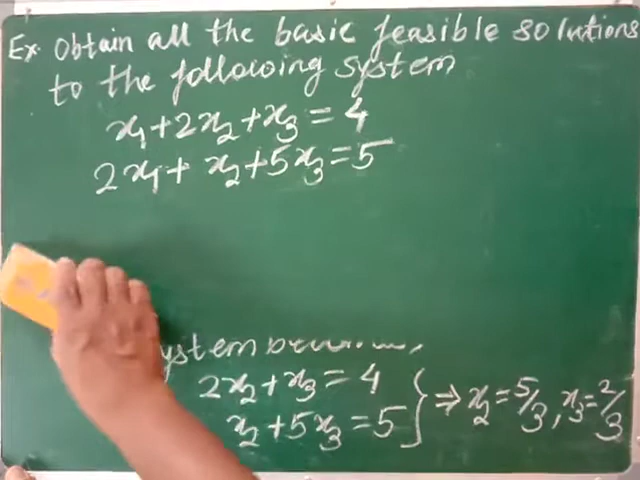 Ex. Obtain all the basic feasible solutions
to the following system
x₁+2x₂+x₃=4
2x₁+x₂+5x₃=5
ystem
2x₂+x₃=4
x₂+5x₃=5 } ⇒ x₂=5/3, x₃=2/3